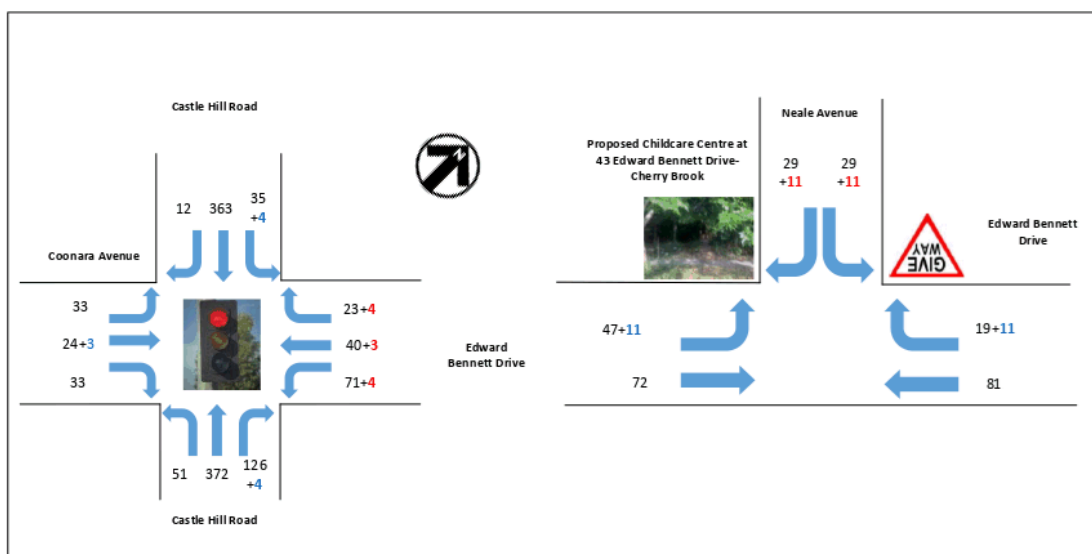 Castle Hill Road
12 363 35
+4
Coonara Avenue
33
24+3
33
23+4
40+3
71+4
Edward
Bennett Drive
51 372 126
+4
Castle Hill Road
Neale Avenue
Proposed Childcare Centre at
43 Edward Bennett Drive-
Cherry Brook
29 29
+11 +11
GIVE
WAY
Edward Bennett
Drive
47+11
72
19+11
81